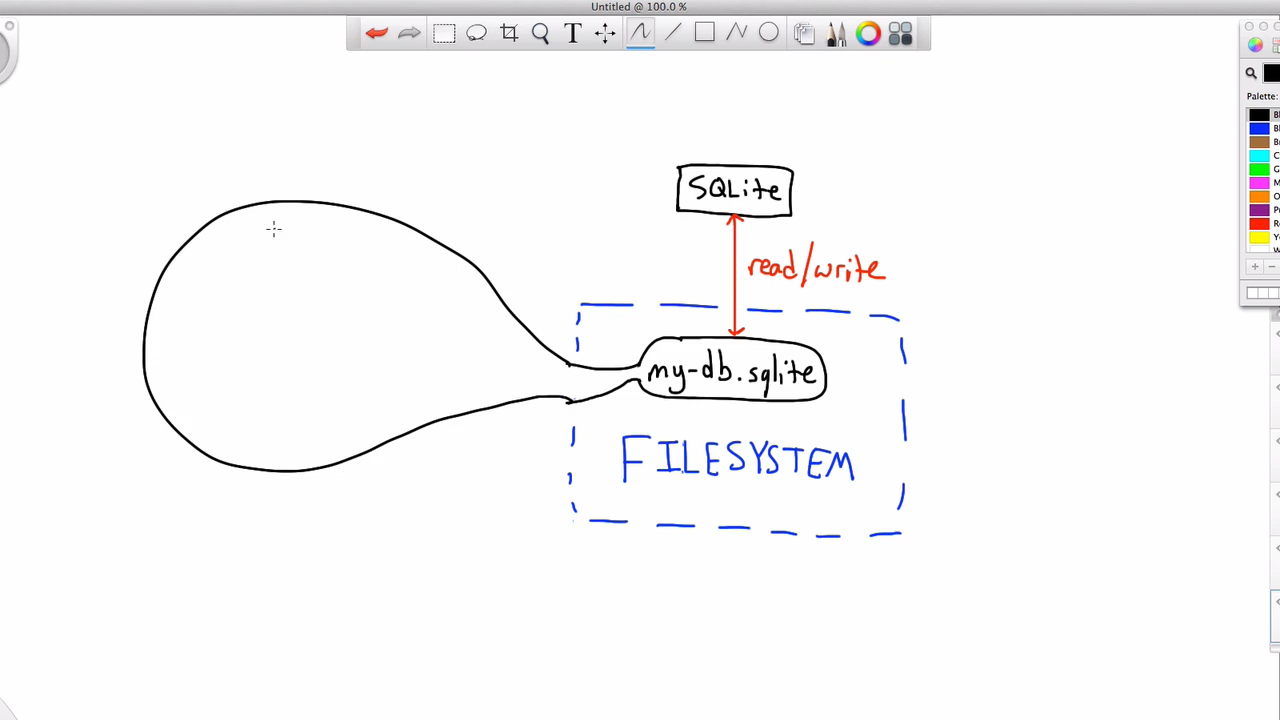 Untitled @ 100.0 %
T
Palette:
SQLite
read/write
my-db.sqlite
FILESYSTEM